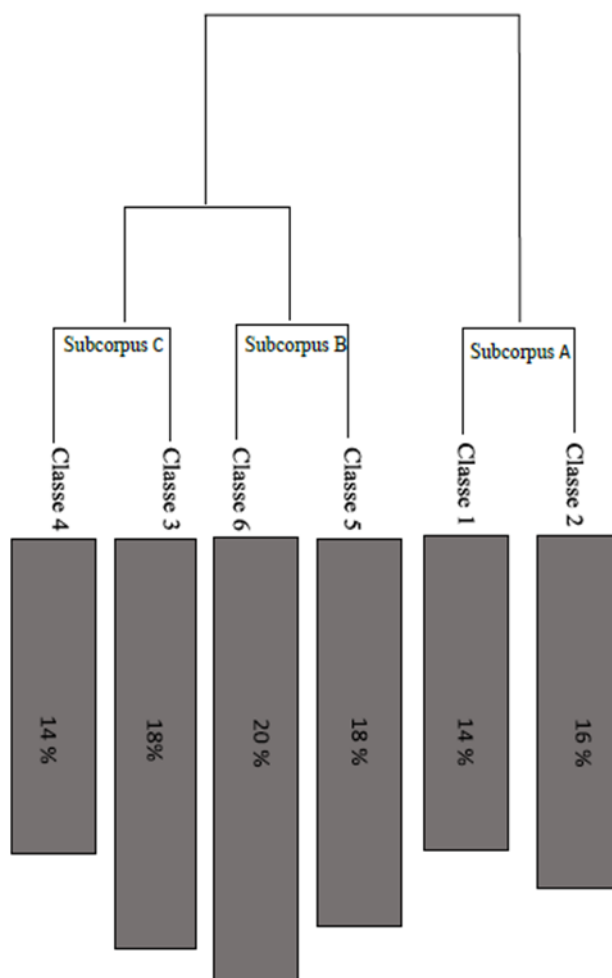 Subcorpus C
Subcorpus B
Subcorpus A
Classe 4
Classe 3
Classe 6
Classe 5
Classe 1
Classe 2
14 %
18%
20 %
18 %
14 %
16 %